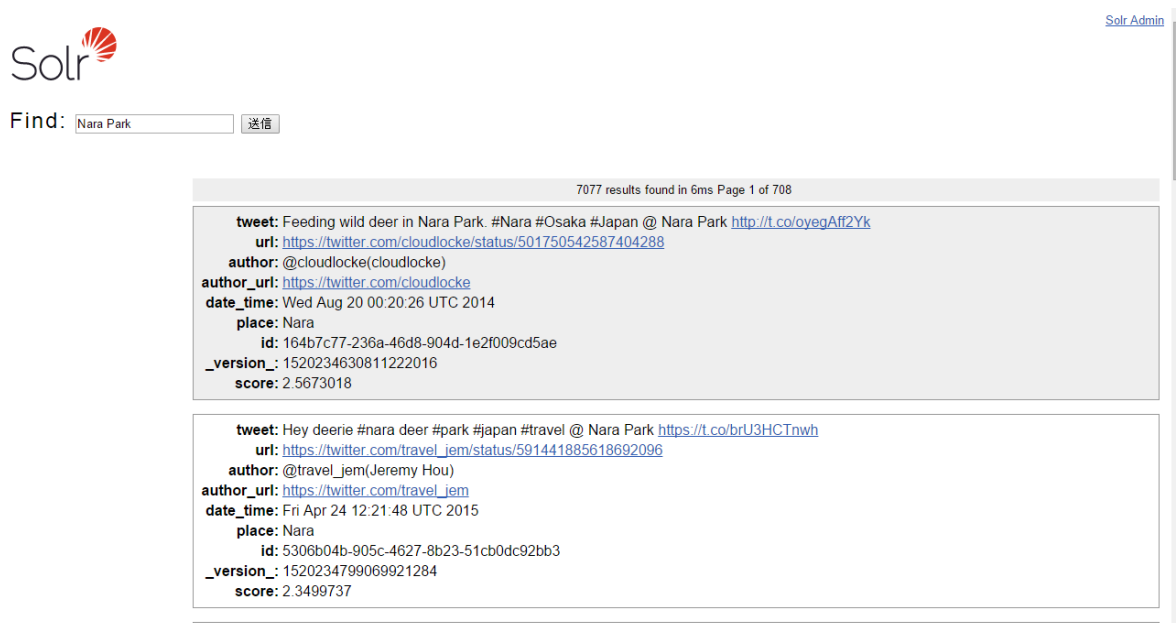 Solr Admin
Solr
Find: Nara Park 送信
7077 results found in 6ms Page 1 of 708
tweet: Feeding wild deer in Nara Park. #Nara #Osaka #Japan @ Nara Park http://t.co/oyegAff2Yk
url: https://twitter.com/cloudlocke/status/501750542587404288
author: @cloudlocke(cloudlocke)
author_url: https://twitter.com/cloudlocke
date_time: Wed Aug 20 00:20:26 UTC 2014
place: Nara
id: 164b7c77-236a-46d8-904d-1e2f009cd5ae
_version_: 1520234630811222016
score: 2.5673018
tweet: Hey deerie #nara deer #park #japan #travel @ Nara Park https://t.co/brU3HCTnwh
url: https://twitter.com/travel_jem/status/591441885618692096
author: @travel_jem(Jeremy Hou)
author_url: https://twitter.com/travel_jem
date_time: Fri Apr 24 12:21:48 UTC 2015
place: Nara
id: 5306b04b-905c-4627-8b23-51cb0dc92bb3
_version_: 1520234799069921284
score: 2.3499737